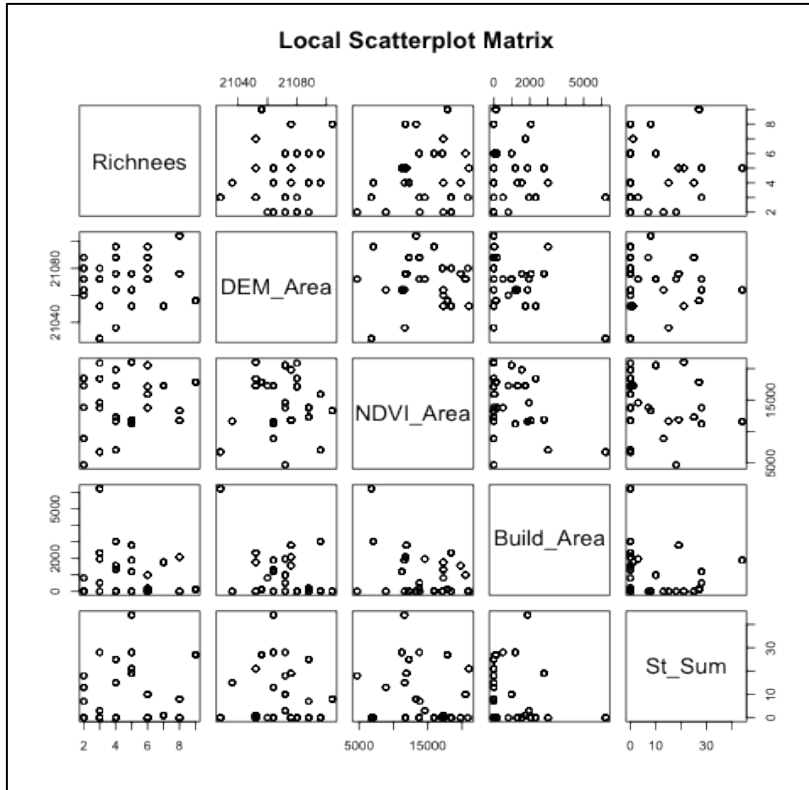 Local Scatterplot Matrix
21040 21080
0 2000 5000
Richnees
2 4 6 8
21040 21080
DEM_Area
NDVI_Area
5000 15000
0 2000 5000
Build_Area
St_Sum
0 10 30
2 4 6 8
5000 15000
0 10 30